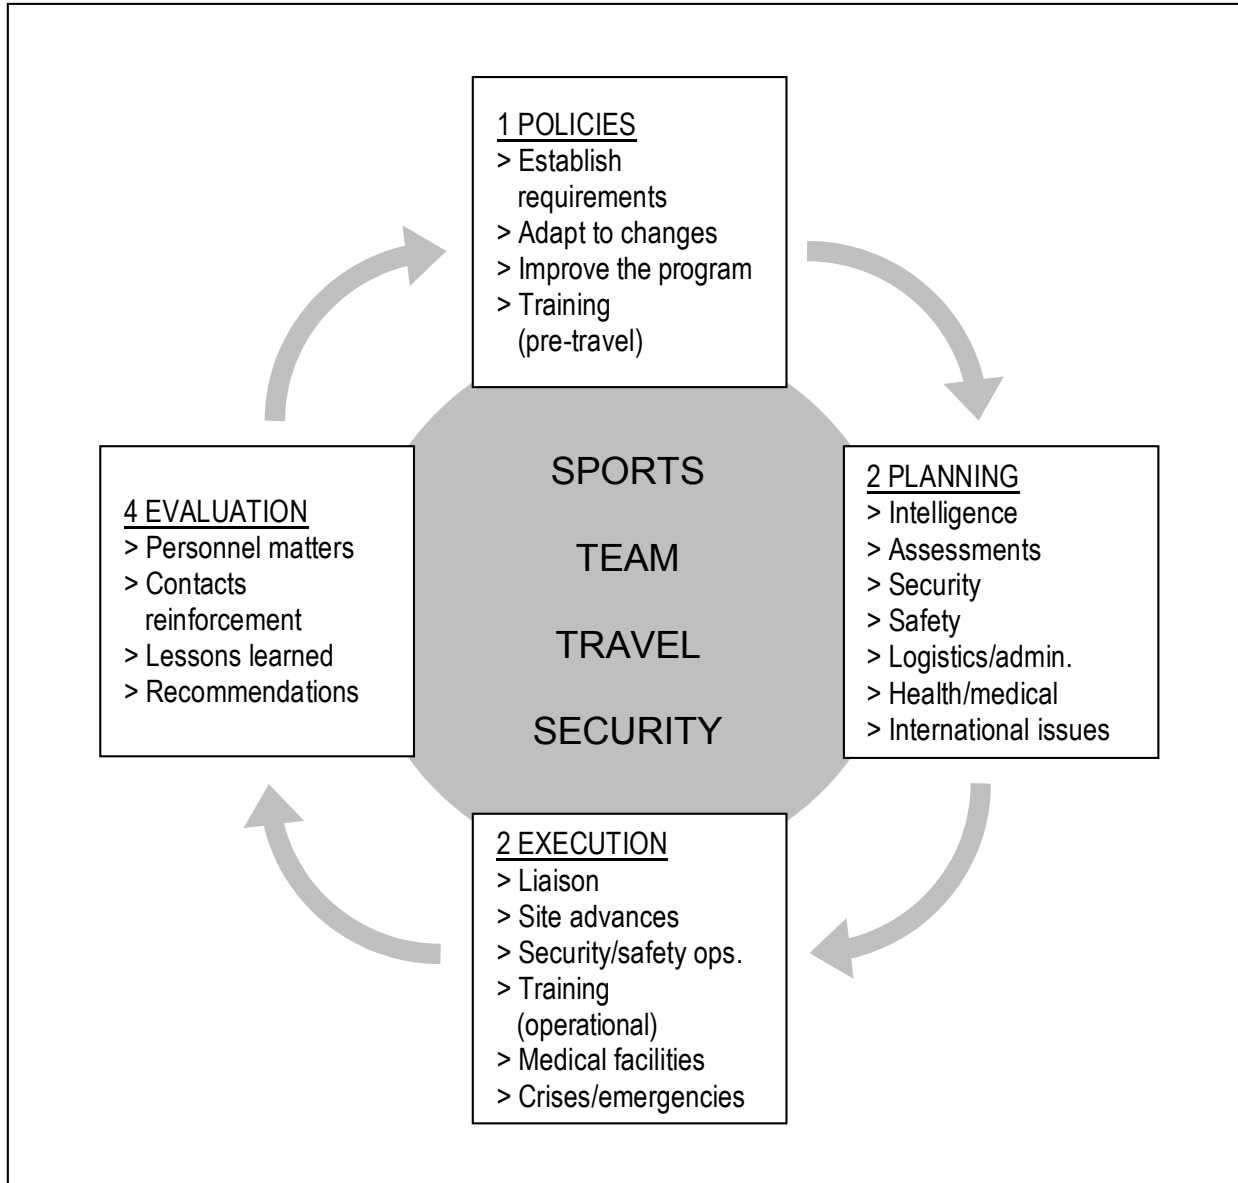 1 POLICIES
> Establish
requirements
> Adapt to changes
> Improve the program
> Training
(pre-travel)
SPORTS
TEAM
TRAVEL
SECURITY
2 PLANNING
> Intelligence
> Assessments
> Security
> Safety
> Logistics/admin.
> Health/medical
> International issues
2 EXECUTION
> Liaison
> Site advances
> Security/safety ops.
> Training
(operational)
> Medical facilities
> Crises/emergencies
4 EVALUATION
> Personnel matters
> Contacts
reinforcement
> Lessons learned
> Recommendations